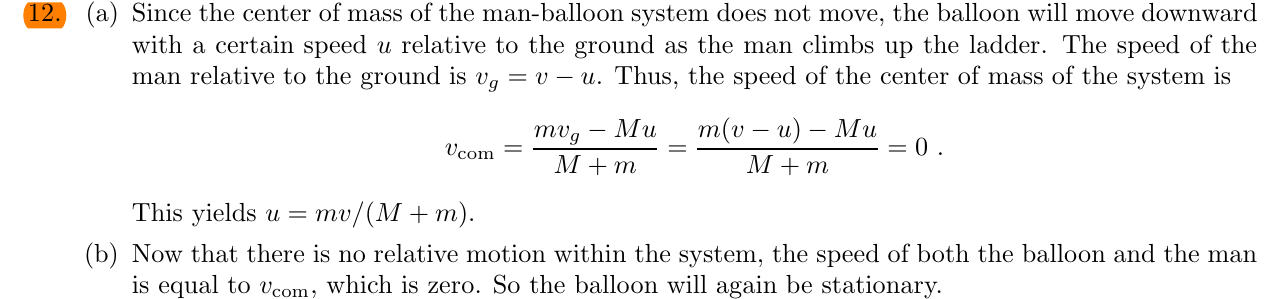 12. (a) Since the center of mass of the man-balloon system does not move, the balloon will move downward
with a certain speed u relative to the ground as the man climbs up the ladder. The speed of the
man relative to the ground is v_g = v − u. Thus, the speed of the center of mass of the system is
v_com = (mv_g − Mu)/(M + m) = (m(v − u) − Mu)/(M + m) = 0 .
This yields u = mv/(M + m).
(b) Now that there is no relative motion within the system, the speed of both the balloon and the man
is equal to v_com, which is zero. So the balloon will again be stationary.